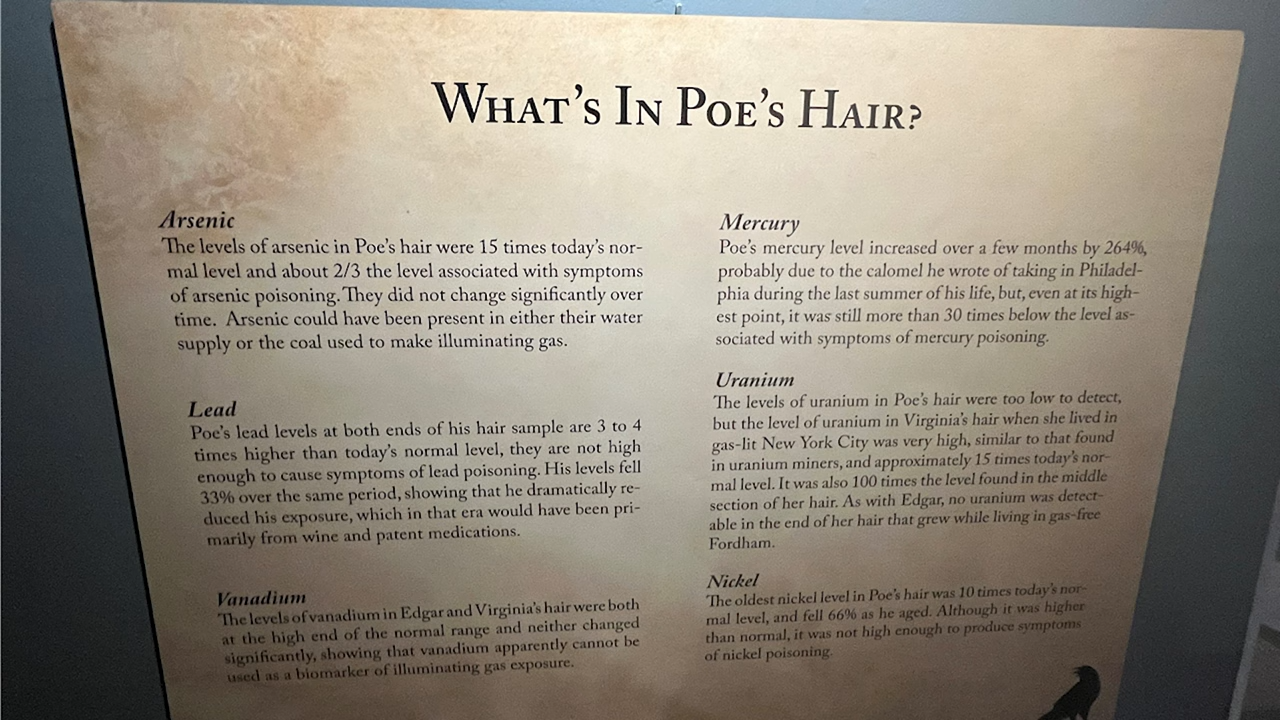 WHAT'S IN POE'S HAIR?
Arsenic
The levels of arsenic in Poe's hair were 15 times today's nor-
mal level and about 2/3 the level associated with symptoms
of arsenic poisoning. They did not change significantly over
time. Arsenic could have been present in either their water
supply or the coal used to make illuminating gas.
Lead
Poe's lead levels at both ends of his hair sample are 3 to 4
times higher than today's normal level, they are not high
enough to cause symptoms of lead poisoning. His levels fell
33% over the same period, showing that he dramatically re-
duced his exposure, which in that era would have been pri-
marily from wine and patent medications.
Vanadium
The levels of vanadium in Edgar and Virginia's hair were both
at the high end of the normal range and neither changed
significantly, showing that vanadium apparently cannot be
used as a biomarker of illuminating gas exposure.
Mercury
Poe's mercury level increased over a few months by 264%,
probably due to the calomel he wrote of taking in Philadel-
phia during the last summer of his life, but, even at its high-
est point, it was still more than 30 times below the level as-
sociated with symptoms of mercury poisoning.
Uranium
The levels of uranium in Poe's hair were too low to detect,
but the level of uranium in Virginia's hair when she lived in
gas-lit New York City was very high, similar to that found
in uranium miners, and approximately 15 times today's nor-
mal level. It was also 100 times the level found in the middle
section of her hair. As with Edgar, no uranium was detect-
able in the end of her hair that grew while living in gas-free
Fordham.
Nickel
The oldest nickel level in Poe's hair was 10 times today's nor-
mal level, and fell 66% as he aged. Although it was higher
than normal, it was not high enough to produce symptoms
of nickel poisoning.